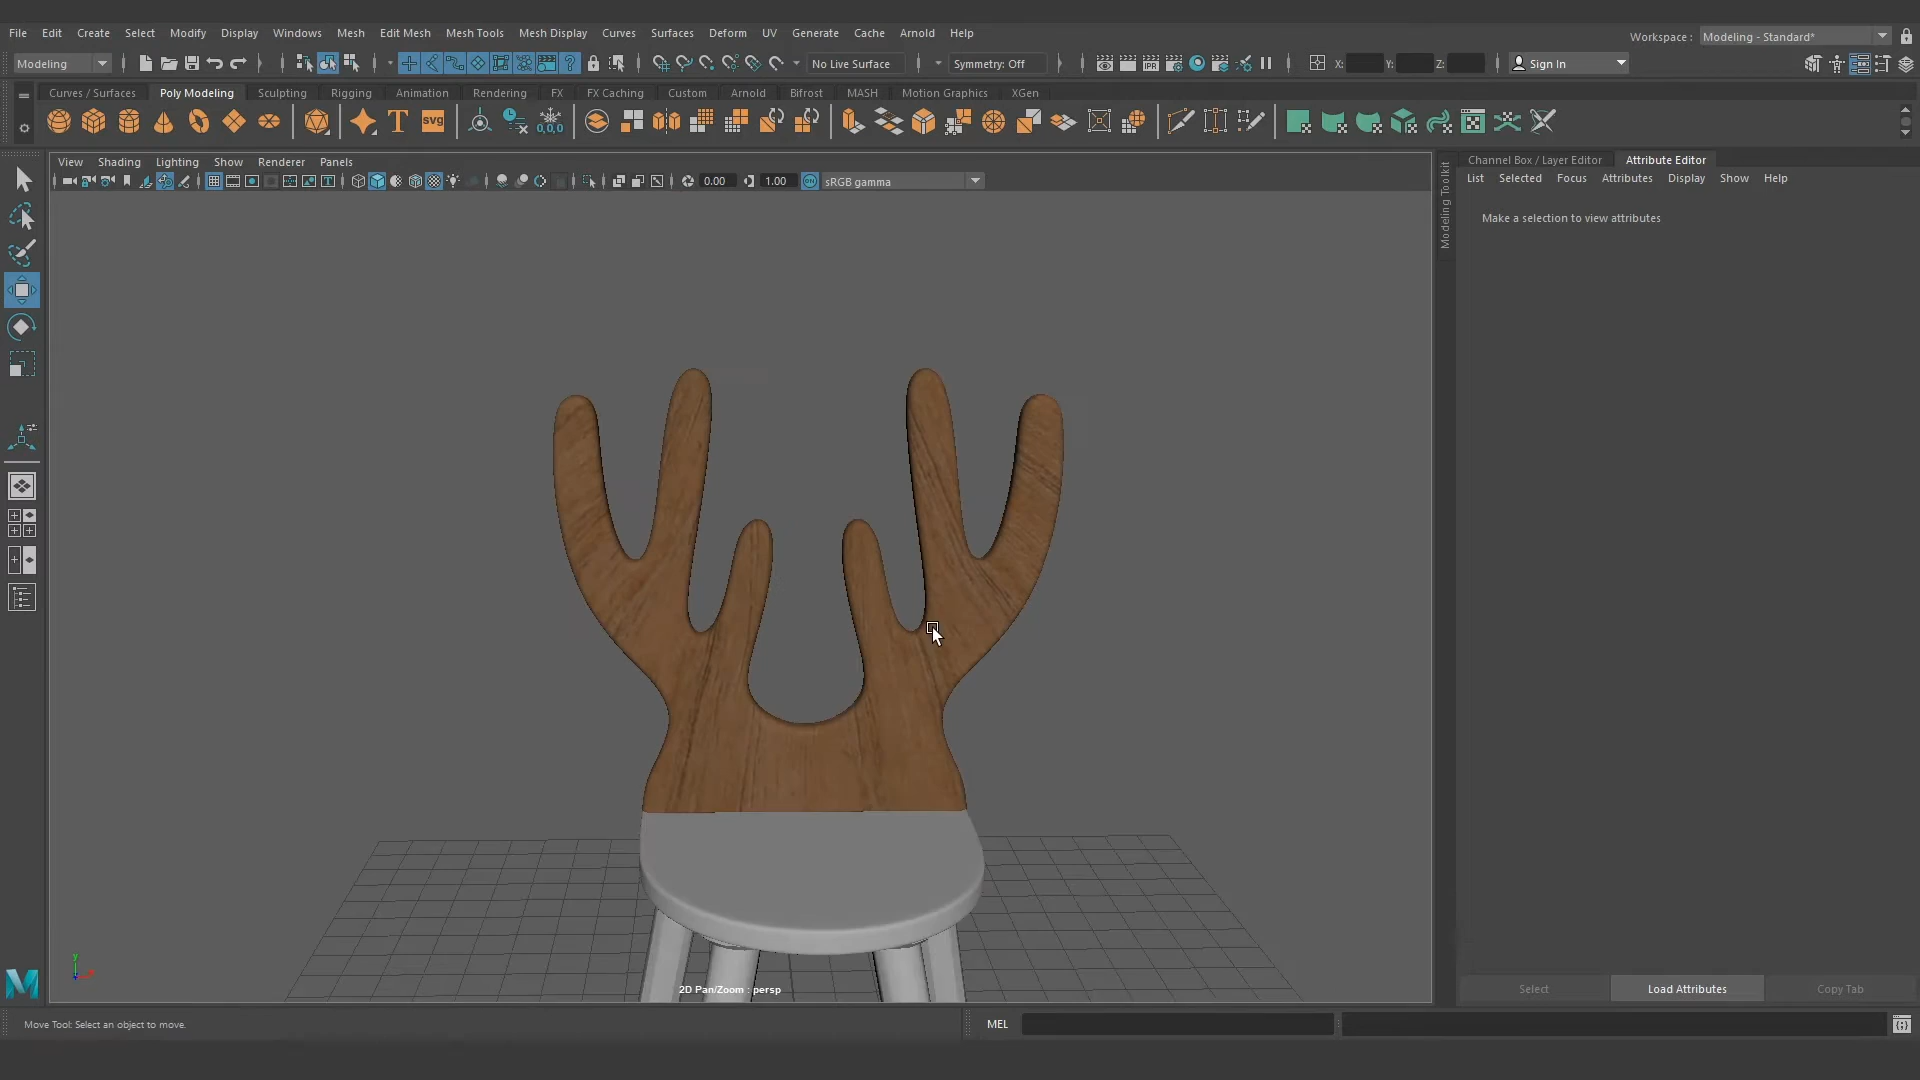 File Edit Create Select Modify Display Windows Mesh Edit Mesh Mesh Tools Mesh Display Curves Surfaces Deform UV Generate Cache Arnold Help
Workspace : Modeling - Standard*
Modeling No Live Surface Symmetry: Off X: Y: Z: Sign In
Curves / Surfaces Poly Modeling Sculpting Rigging Animation Rendering FX FX Caching Custom Arnold Bifrost MASH Motion Graphics XGen
T svg 0,0,0
View Shading Lighting Show Renderer Panels
0.00 1.00 ON sRGB gamma
Modeling Toolkit
Channel Box / Layer Editor Attribute Editor
List Selected Focus Attributes Display Show Help
Make a selection to view attributes
y
2D Pan/Zoom : persp
M
Select Load Attributes Copy Tab
Move Tool: Select an object to move.
MEL